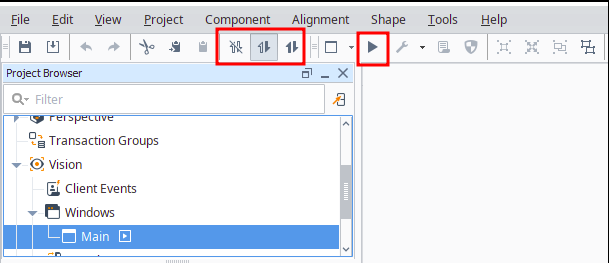 File Edit View Project Component Alignment Shape Tools Help
Project Browser
Filter
Perspective
Transaction Groups
Vision
Client Events
Windows
Main